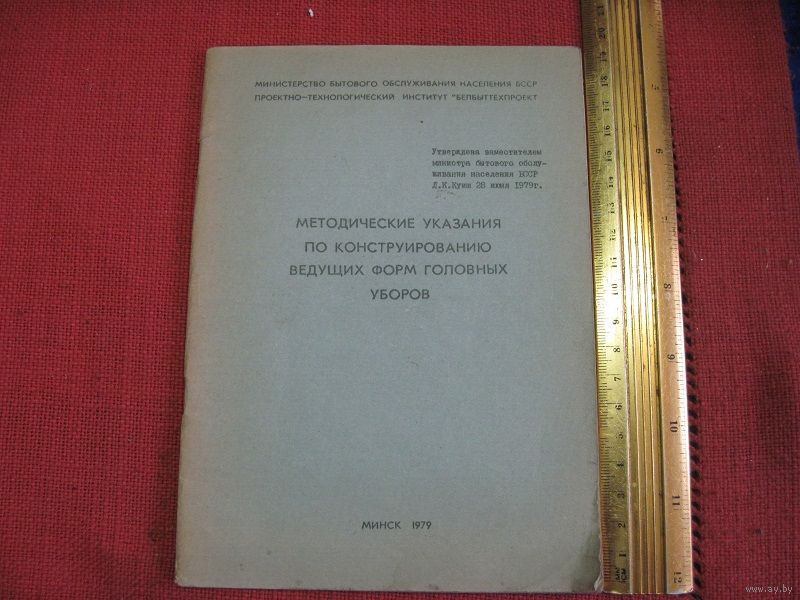 МИНИСТЕРСТВО БЫТОВОГО ОБСЛУЖИВАНИЯ НАСЕЛЕНИЯ БССР
ПРОЕКТНО-ТЕХНОЛОГИЧЕСКИЙ ИНСТИТУТ "БЕЛБЫТТЕХПРОЕКТ
Утверждена заместителем
министра бытового обслу-
живания населения БССР
Л.К.Куиш 28 июня 1979г.
МЕТОДИЧЕСКИЕ УКАЗАНИЯ
ПО КОНСТРУИРОВАНИЮ
ВЕДУЩИХ ФОРМ ГОЛОВНЫХ
УБОРОВ
МИНСК 1979
www.ay.by